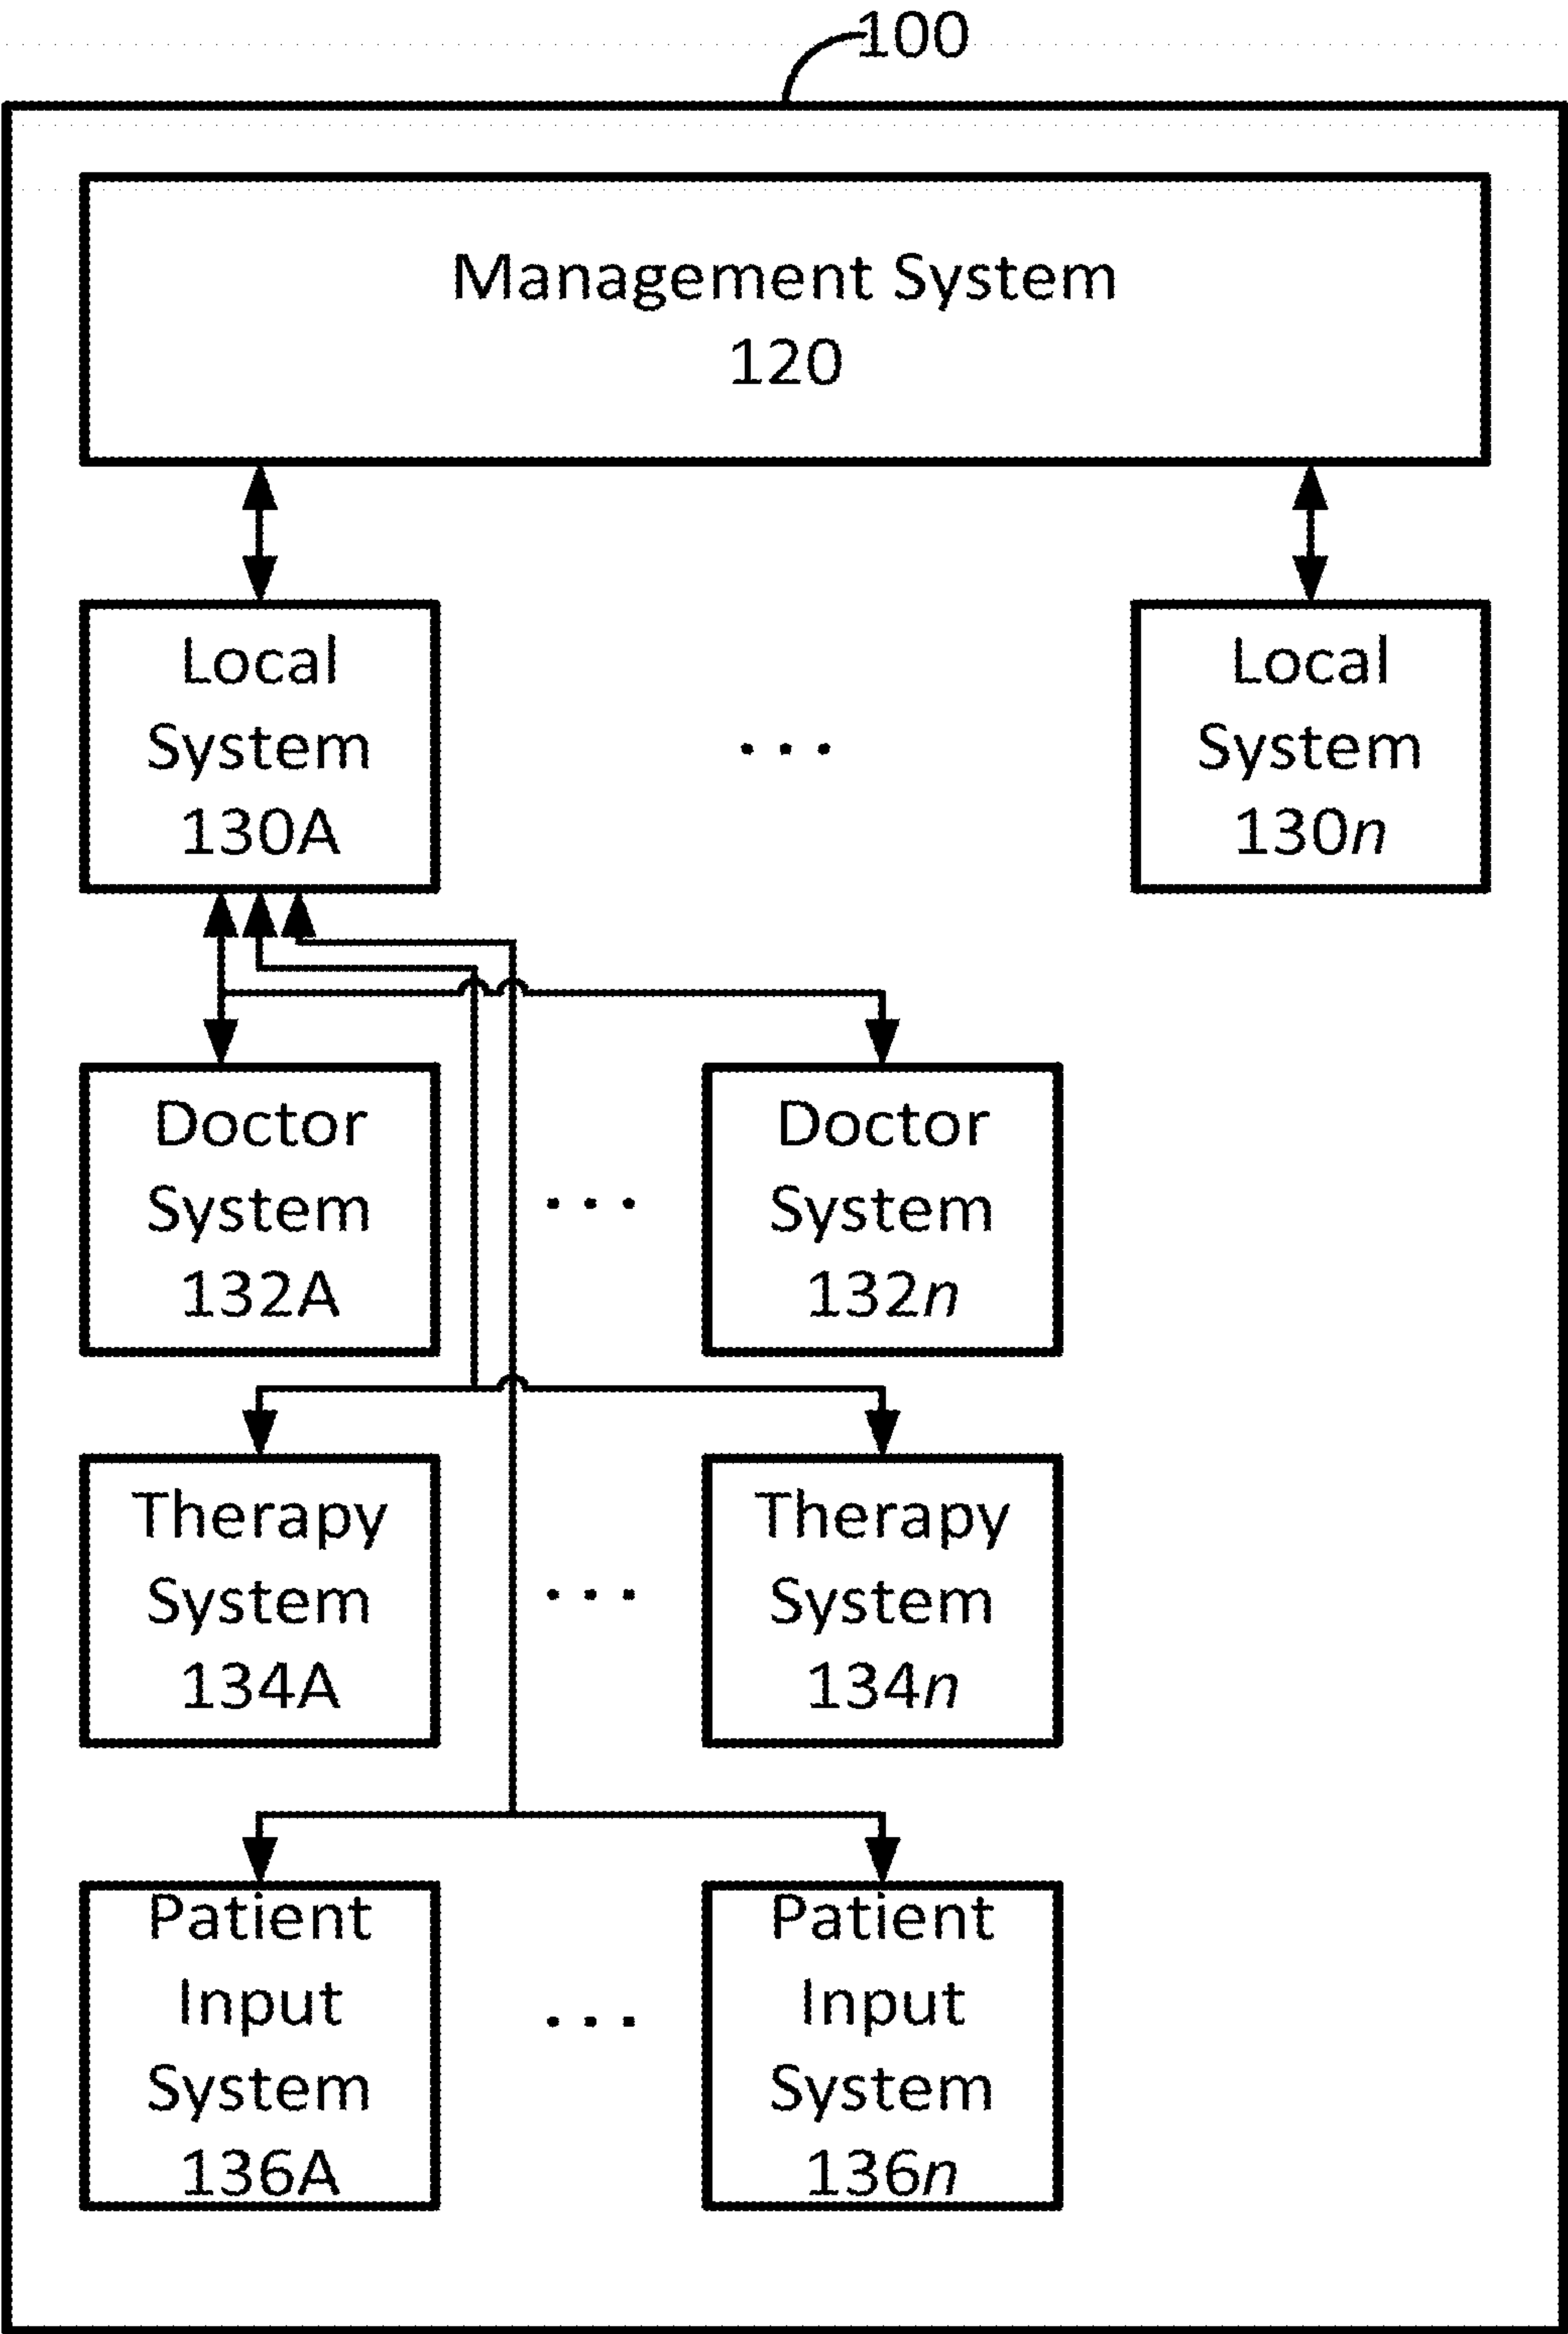 100
Management System
120
Local
System
130A
...
Local
System
130n
Doctor
System
132A
...
Doctor
System
132n
Therapy
System
134A
...
Therapy
System
134n
Patient
Input
System
136A
...
Patient
Input
System
136n